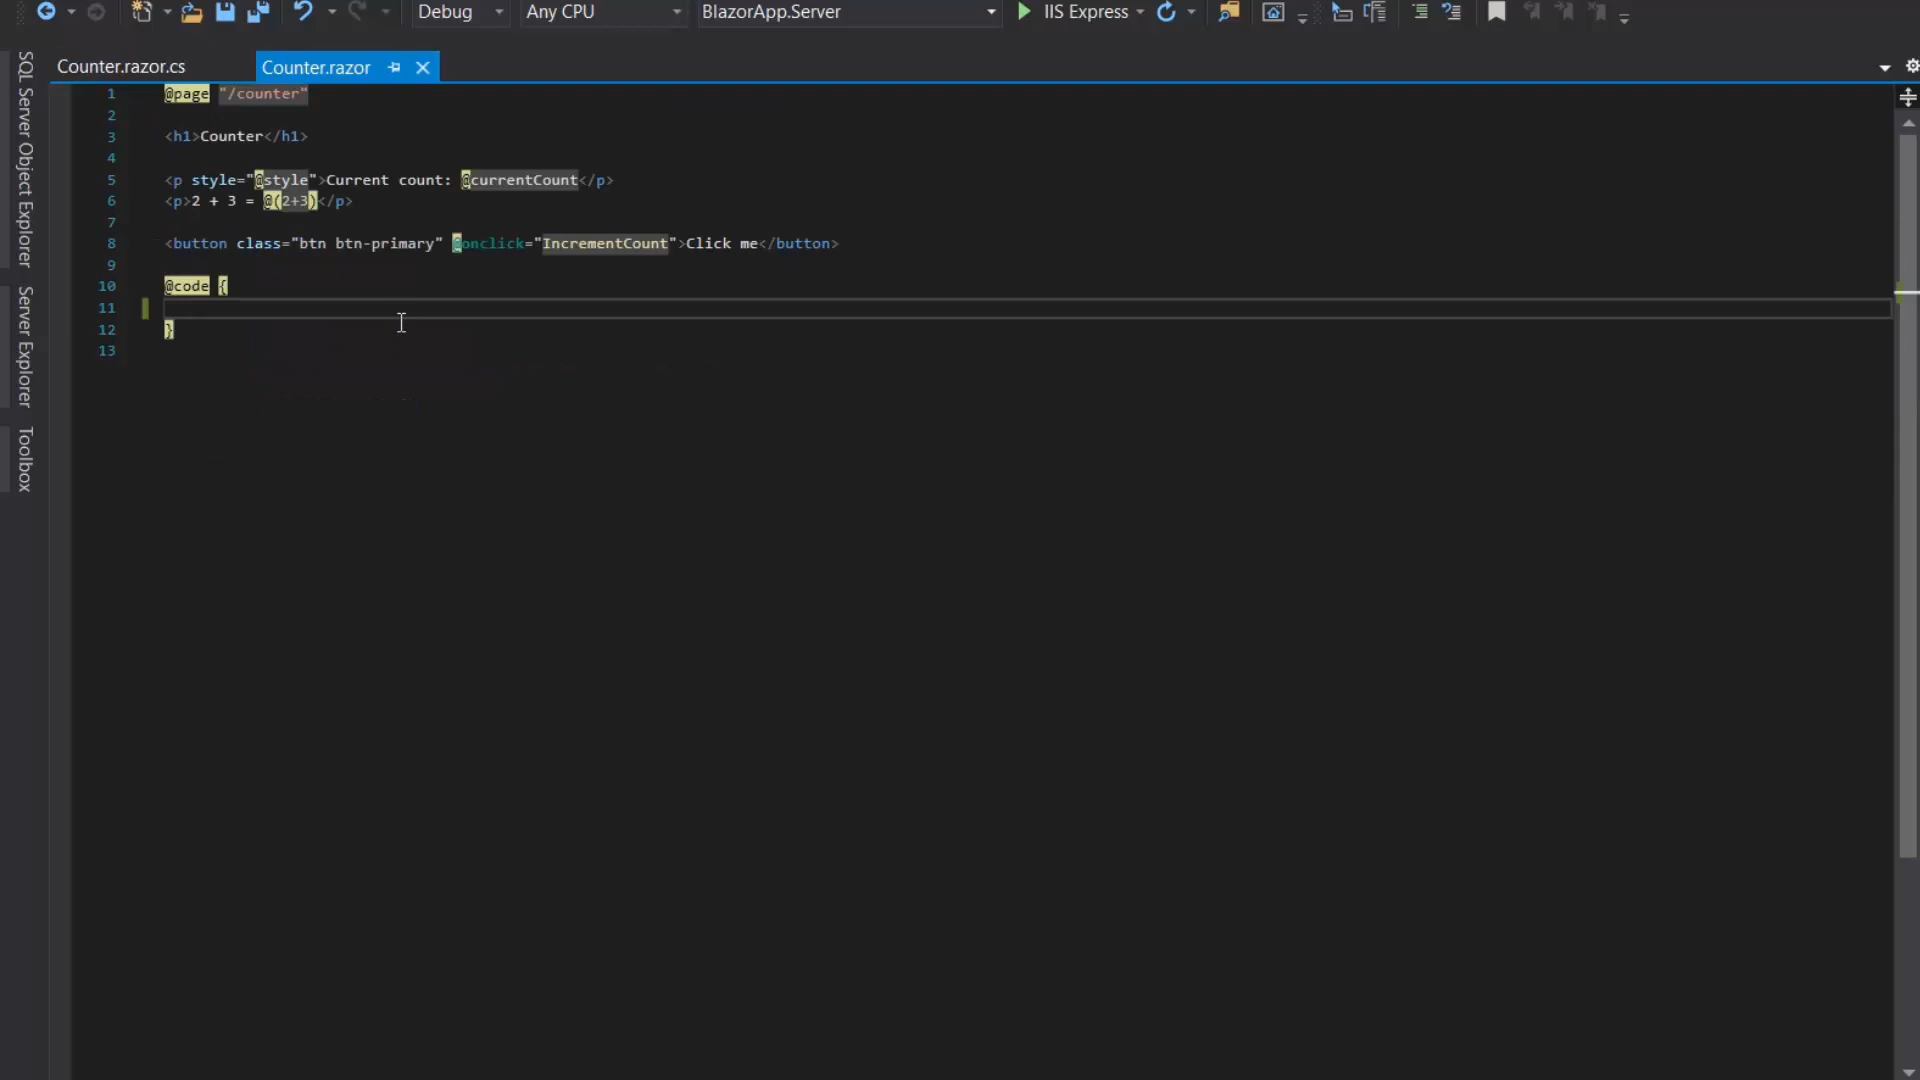 Debug Any CPU BlazorApp.Server IIS Express
SQL Server Object Explorer
Server Explorer
Toolbox
Counter.razor.cs Counter.razor
1 @page "/counter"
2
3 <h1>Counter</h1>
4
5 <p style="@style">Current count: @currentCount</p>
6 <p>2 + 3 = @(2+3)</p>
7
8 <button class="btn btn-primary" @onclick="IncrementCount">Click me</button>
9
10 @code {
11
12 }
13